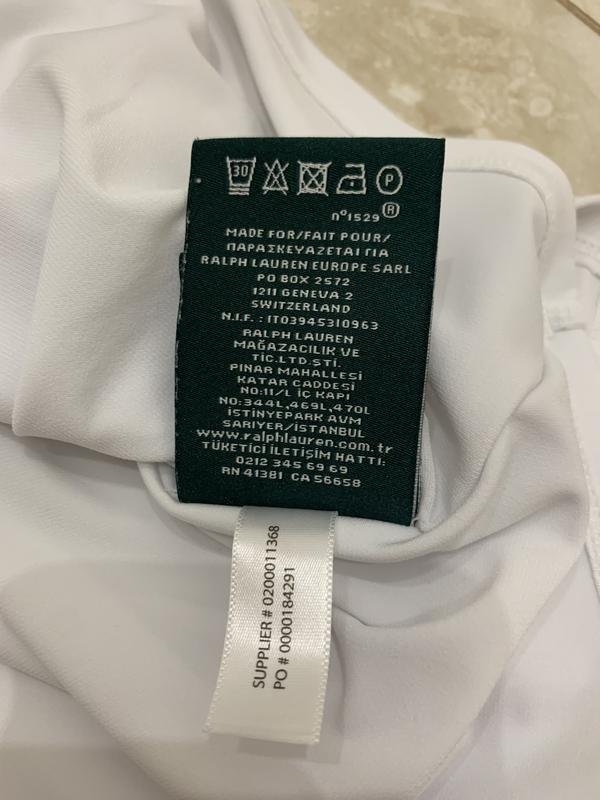 30 P
n°1529 ®
MADE FOR/FAIT POUR/
ΠΑΡΑΣΚΕΥΑΖΕΤΑΙ ΓΙΑ
RALPH LAUREN EUROPE SARL
PO BOX 2572
1211 GENEVA 2
SWITZERLAND
N.I.F. : IT03945310963
RALPH LAUREN
MAĞAZACILIK VE
TİC.LTD.ŞTİ.
PINAR MAHALLESİ
KATAR CADDESİ
NO:11/L İÇ KAPI
NO:344L,469L,470L
İSTİNYEPARK AVM
SARIYER/İSTANBUL
www.ralphlauren.com.tr
TÜKETİCİ İLETİŞİM HATTI:
0212 345 69 69
RN 41381 CA 56658
SUPPLIER # 0200011368
PO # 0000184291